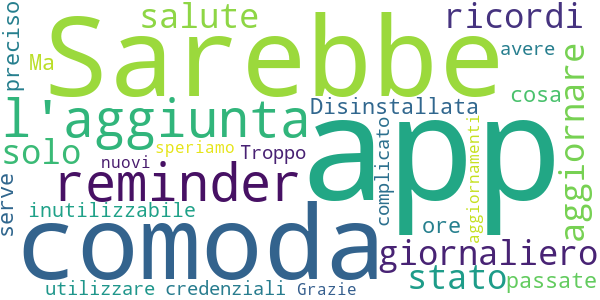 salute
ricordi
preciso
Sarebbe
Ma
avere
aggiornare
cosa
l'aggiunta
Disinstallata
app
solo
speriamo
Troppo
complicato
aggiornamenti
nuovi
reminder
serve
inutilizzabile
comoda
ore
giornaliero
stato
passate
utilizzare
credenziali
Grazie